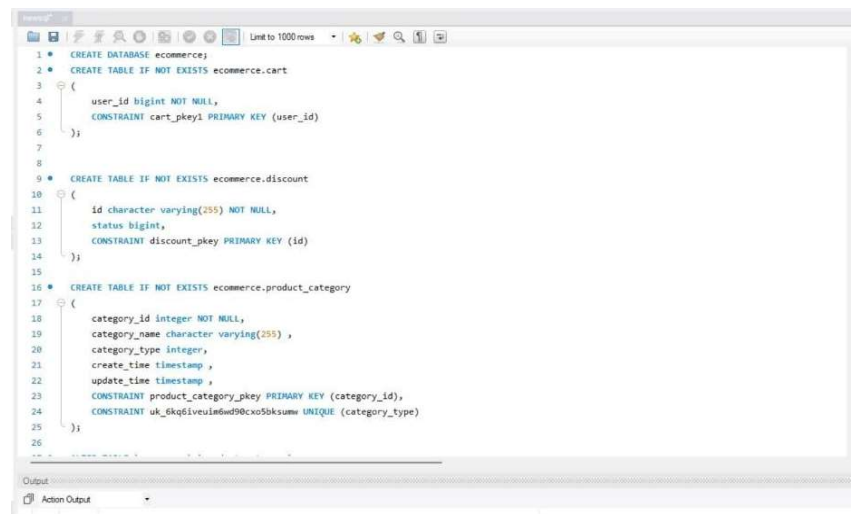 Limit to 1000 rows
1 CREATE DATABASE ecommerce;
2 CREATE TABLE IF NOT EXISTS ecommerce.cart
3 (
4 user_id bigint NOT NULL,
5 CONSTRAINT cart_pkey1 PRIMARY KEY (user_id)
6 );
7
8
9 CREATE TABLE IF NOT EXISTS ecommerce.discount
10 (
11 id character varying(255) NOT NULL,
12 status bigint,
13 CONSTRAINT discount_pkey PRIMARY KEY (id)
14 );
15
16 CREATE TABLE IF NOT EXISTS ecommerce.product_category
17 (
18 category_id integer NOT NULL,
19 category_name character varying(255) ,
20 category_type integer,
21 create_time timestamp ,
22 update_time timestamp ,
23 CONSTRAINT product_category_pkey PRIMARY KEY (category_id),
24 CONSTRAINT uk_6kq6iveuim6wd90cxo5bksumw UNIQUE (category_type)
25 );
26
Output
Action Output